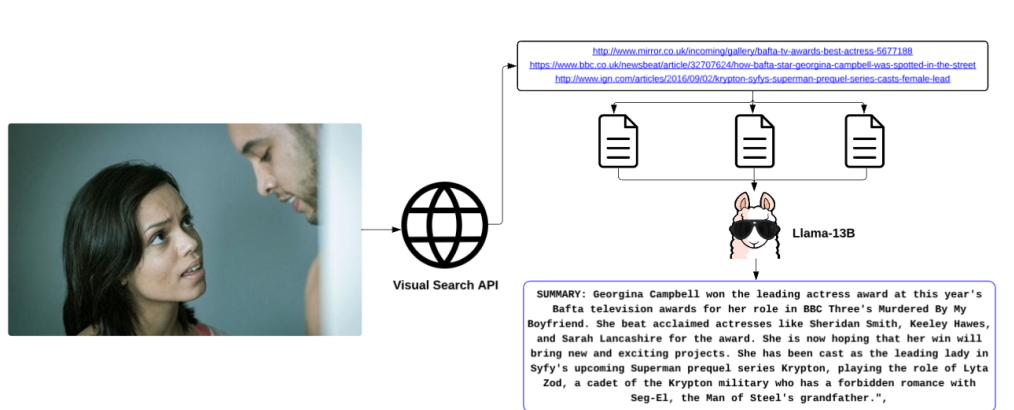 http://www.mirror.co.uk/incoming/gallery/bafta-tv-awards-best-actress-5677188
https://www.bbc.co.uk/newsbeat/article/32707624/how-bafta-star-georgina-campbell-was-spotted-in-the-street
http://www.ign.com/articles/2016/09/02/krypton-syfys-superman-prequel-series-casts-female-lead
Visual Search API
Llama-13B
SUMMARY: Georgina Campbell won the leading actress award at this year's
Bafta television awards for her role in BBC Three's Murdered By My
Boyfriend. She beat acclaimed actresses like Sheridan Smith, Keeley Hawes,
and Sarah Lancashire for the award. She is now hoping that her win will
bring new and exciting projects. She has been cast as the leading lady in
Syfy's upcoming Superman prequel series Krypton, playing the role of Lyta
Zod, a cadet of the Krypton military who has a forbidden romance with
Seg-El, the Man of Steel's grandfather.",